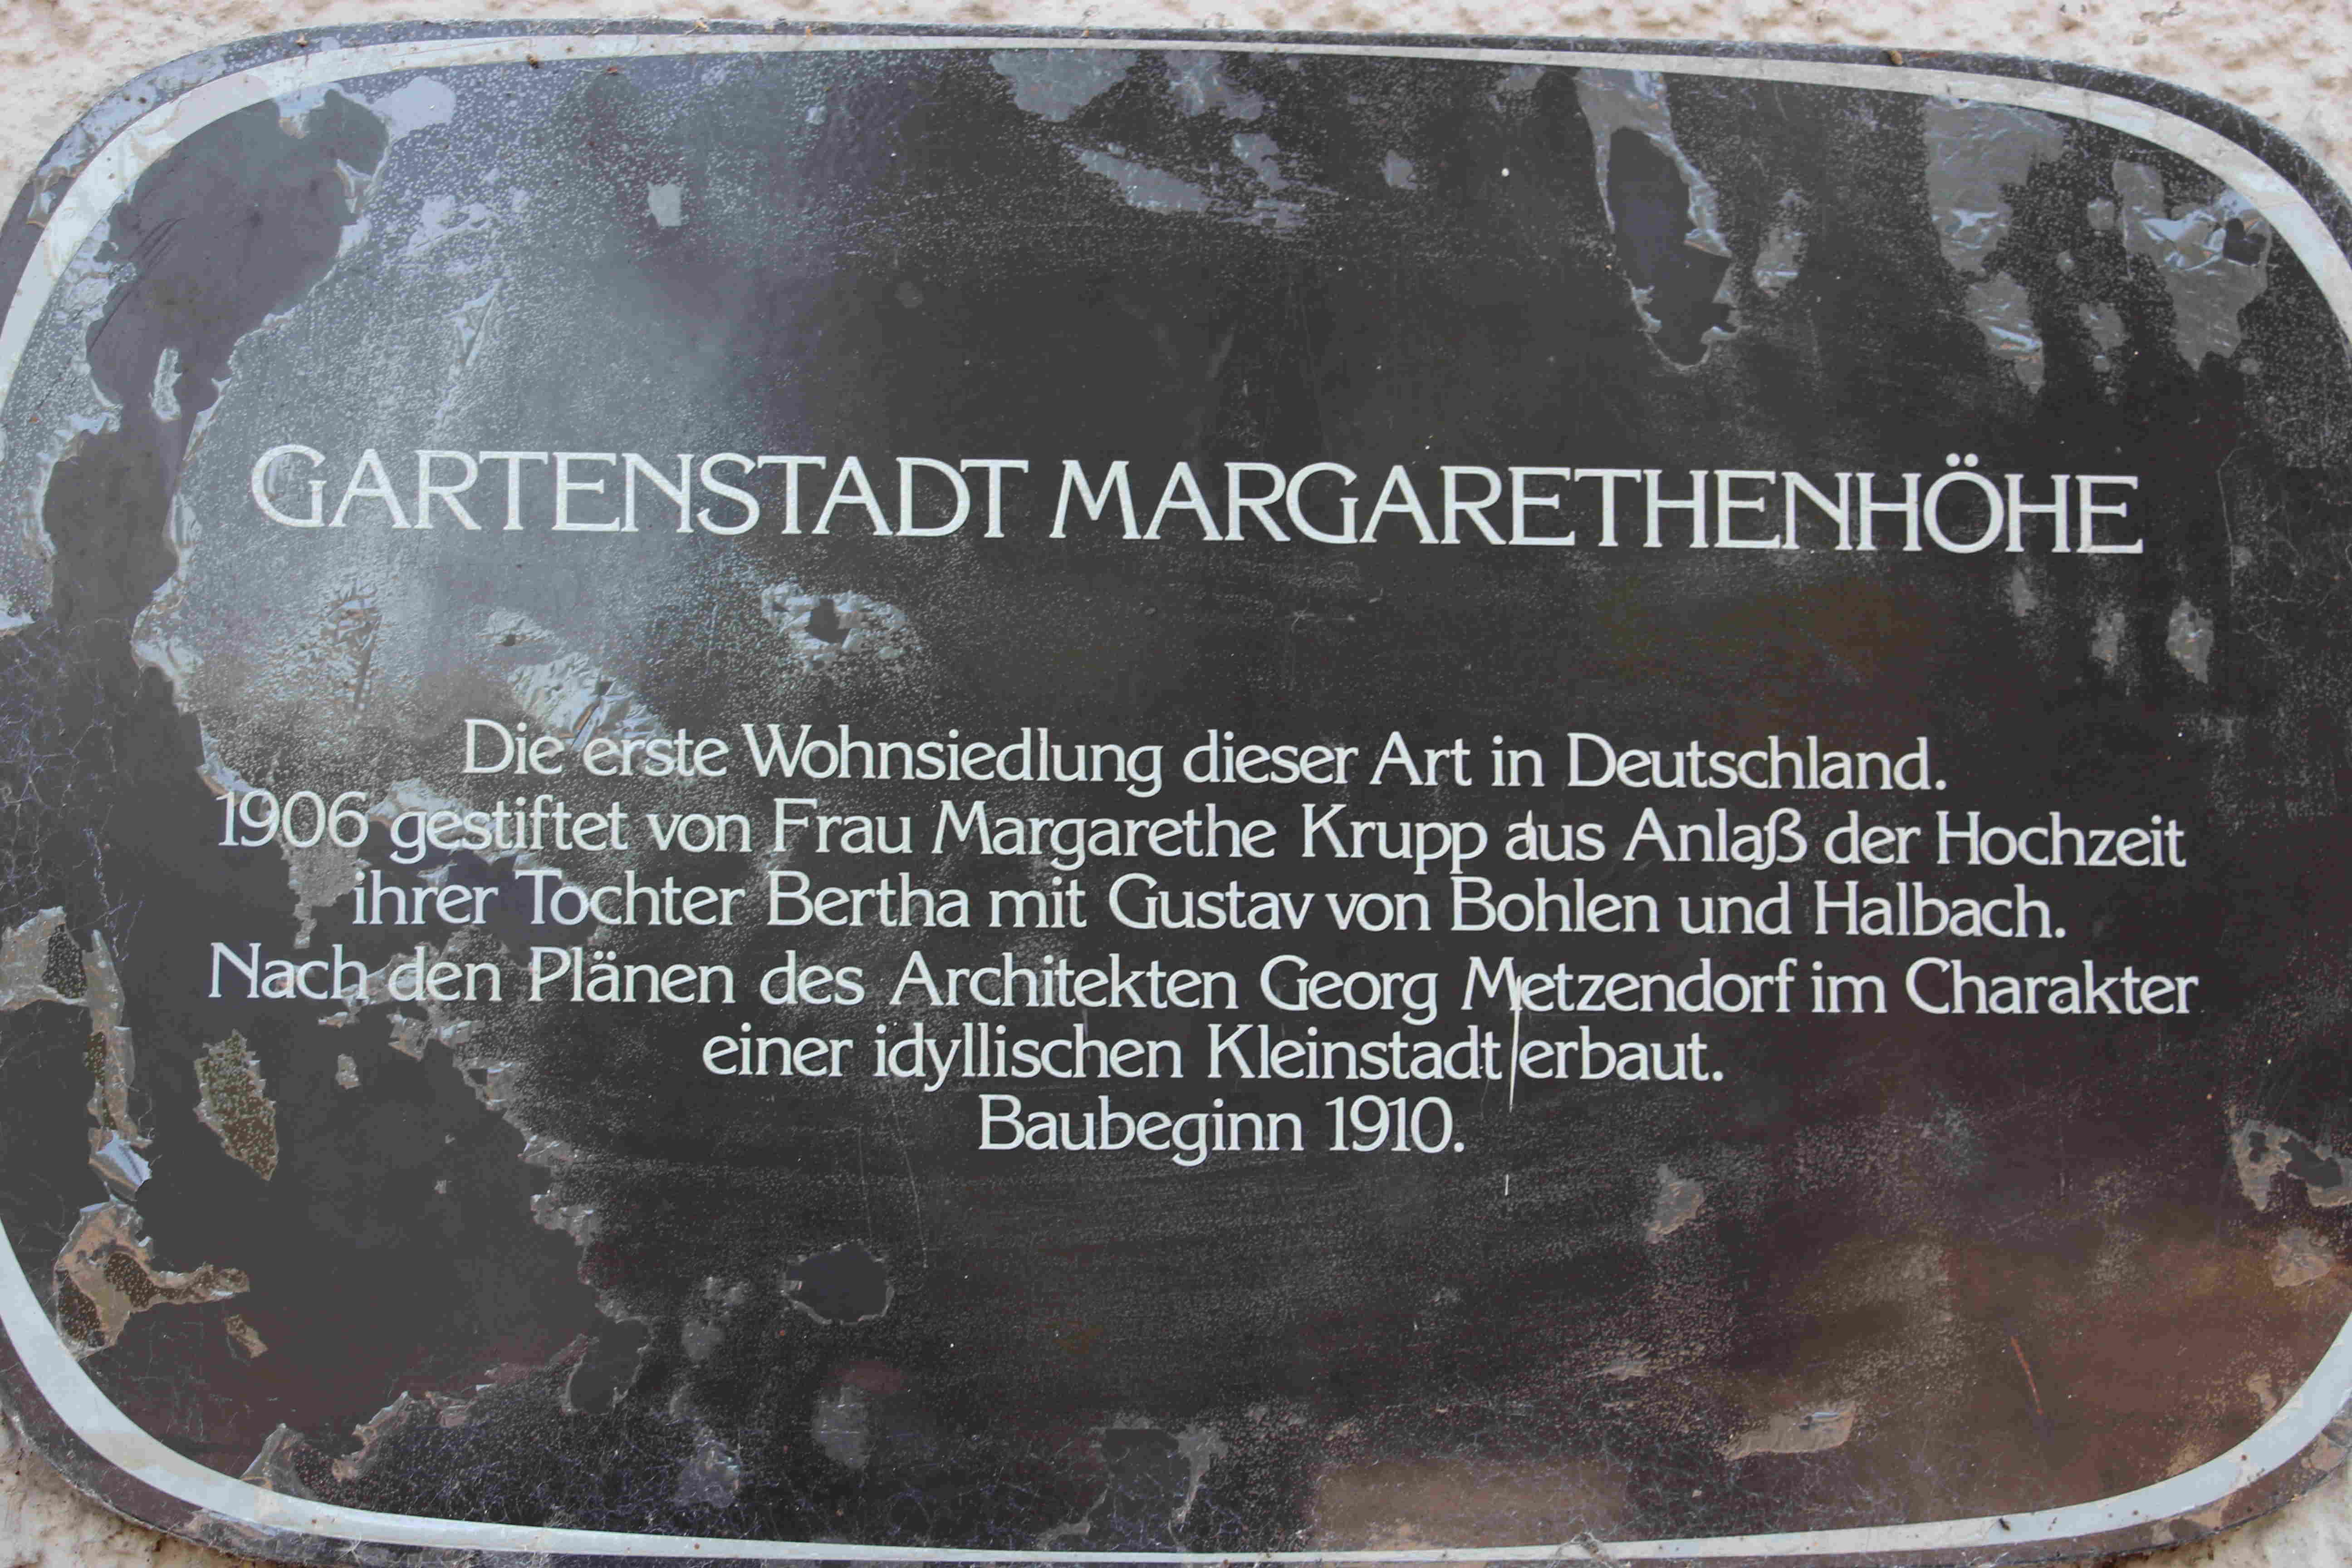 GARTENSTADT MARGARETHENHÖHE
Die erste Wohnsiedlung dieser Art in Deutschland.
1906 gestiftet von Frau Margarethe Krupp aus Anlaß der Hochzeit
ihrer Tochter Bertha mit Gustav von Bohlen und Halbach.
Nach den Plänen des Architekten Georg Metzendorf im Charakter
einer idyllischen Kleinstadt erbaut.
Baubeginn 1910.